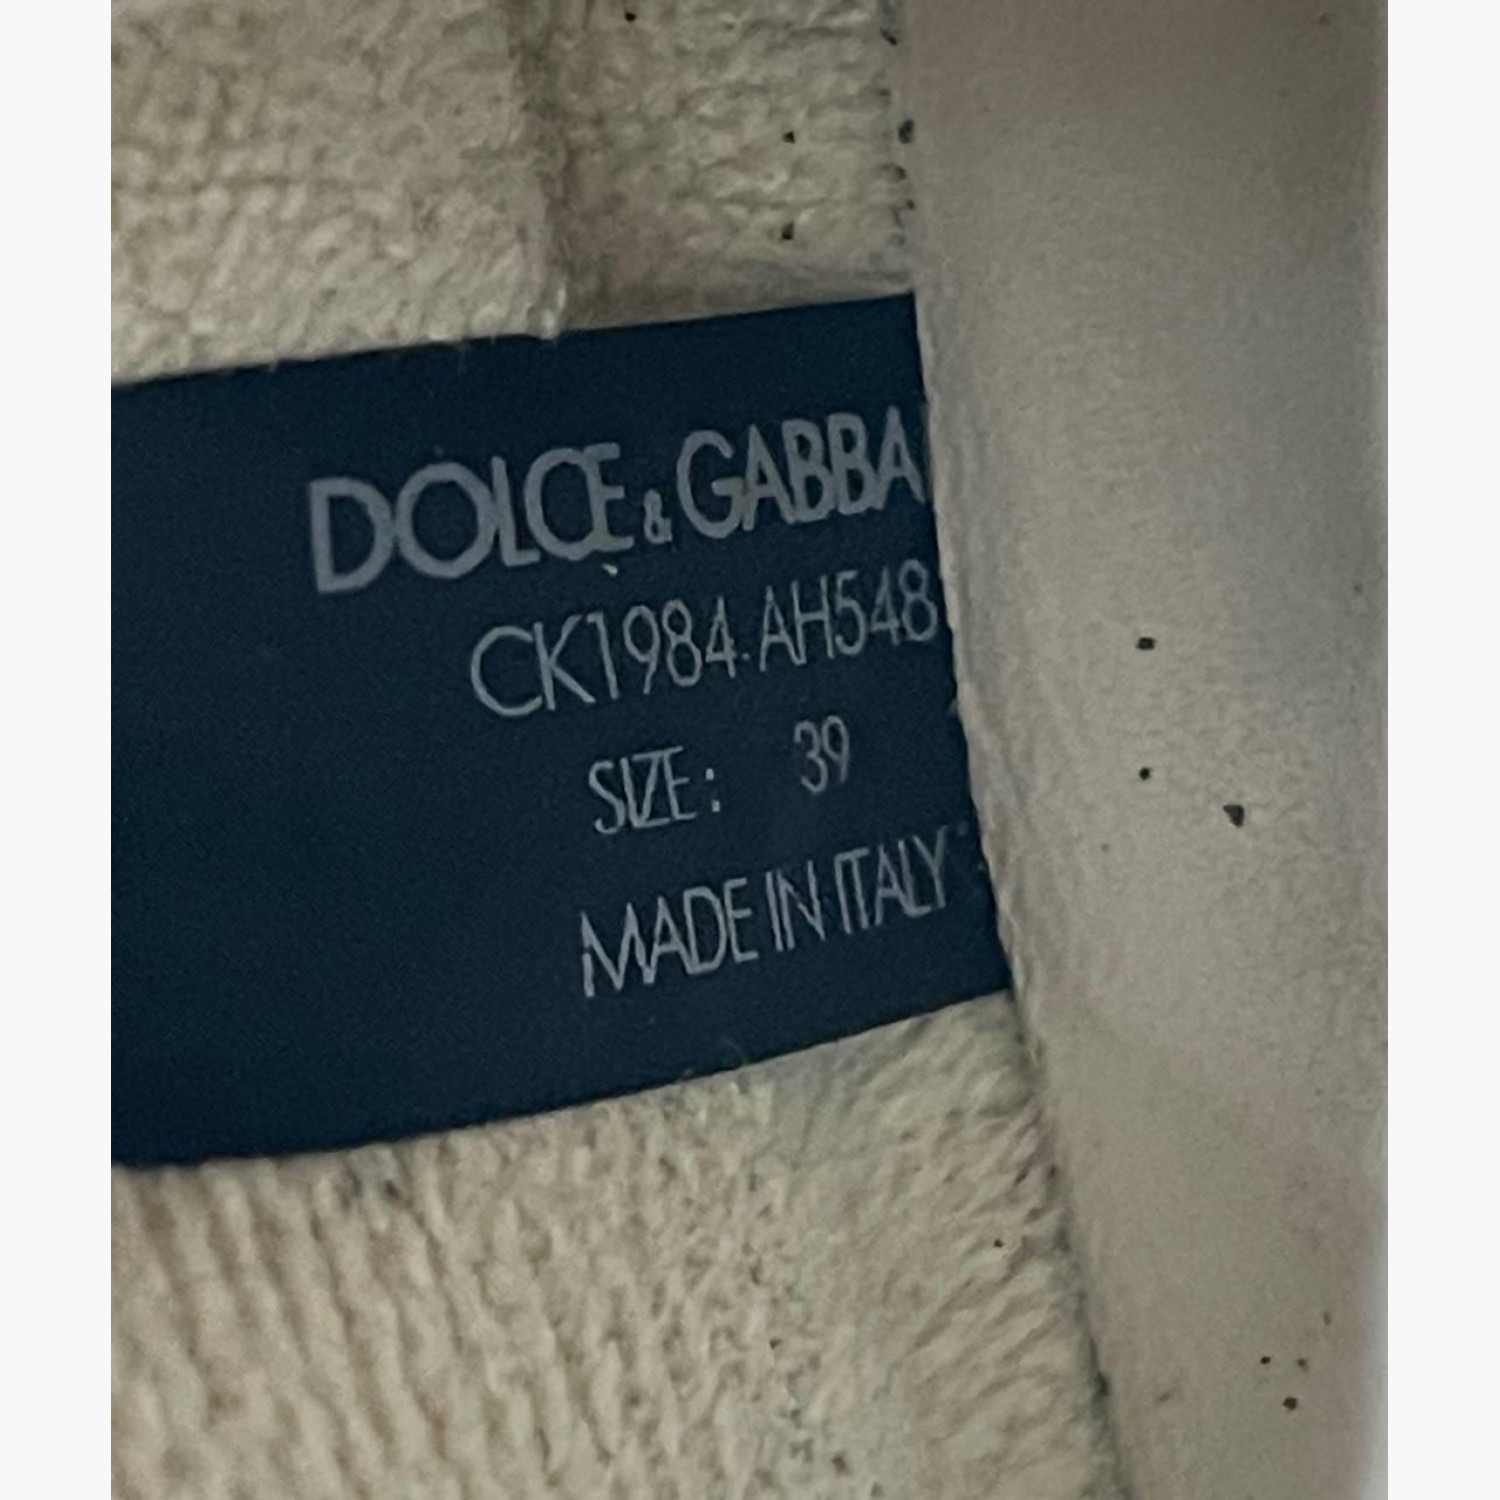 DOLCE & GABBA
CK1984 AH548
SIZE: 39
MADE IN ITALY